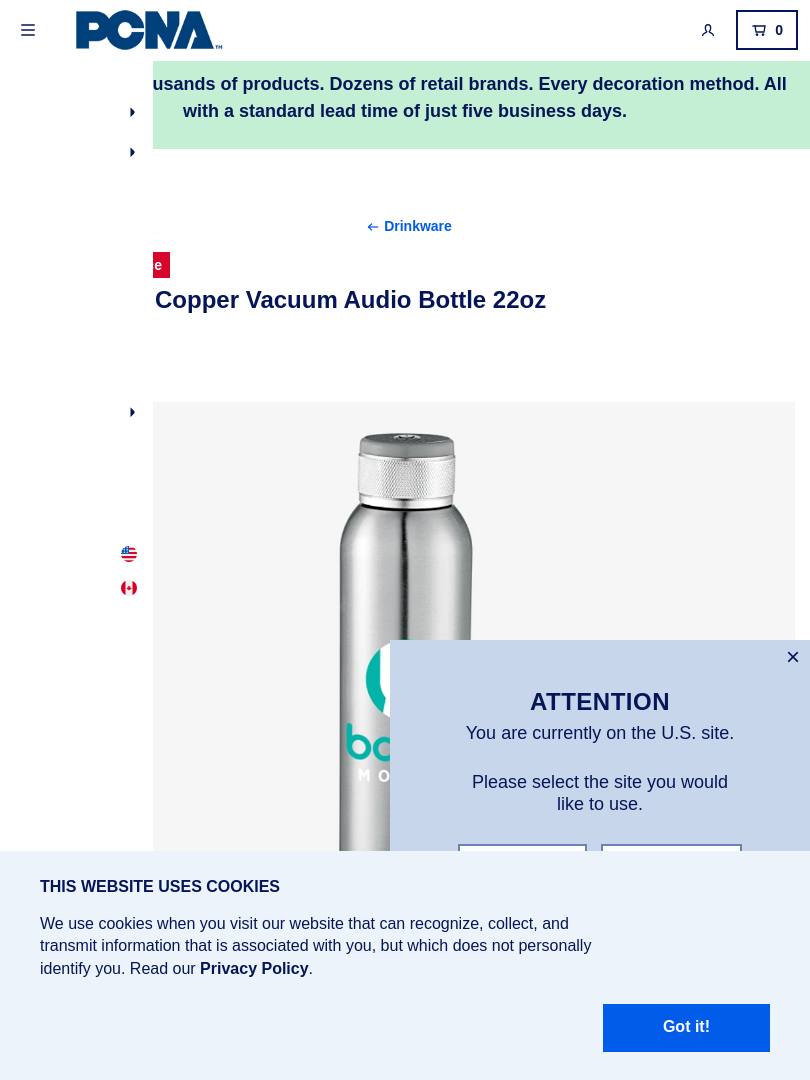 PCNA™
0
usands of products. Dozens of retail brands. Every decoration method. All
with a standard lead time of just five business days.
← Drinkware
Copper Vacuum Audio Bottle 22oz
ATTENTION
You are currently on the U.S. site.
Please select the site you would
like to use.
THIS WEBSITE USES COOKIES
We use cookies when you visit our website that can recognize, collect, and
transmit information that is associated with you, but which does not personally
identify you. Read our Privacy Policy.
Got it!